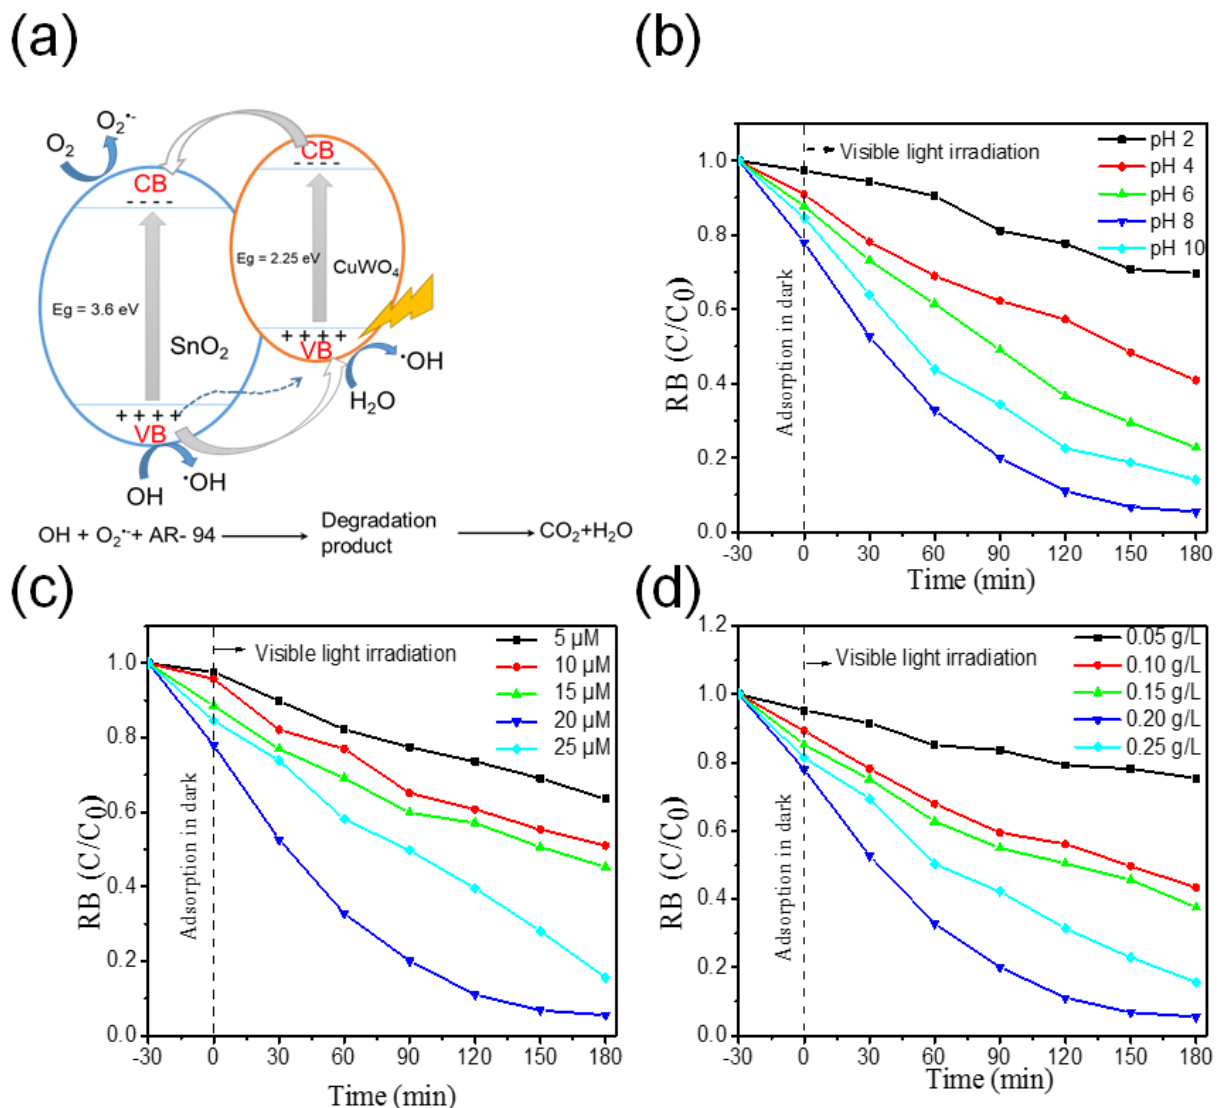 (a)
O₂
O₂•-
CB
- - - -
CB
- - - -
Eg = 3.6 eV
SnO₂
Eg = 2.25 eV
CuWO₄
+ + + +
VB
+ + + +
VB
•OH
H₂O
OH
•OH
OH + O₂•-+ AR- 94
Degradation
product
CO₂+H₂O
(b)
RB (C/C0)
1.0
0.8
0.6
0.4
0.2
0.0
Adsorption in dark
Visible light irradiation
pH 2
pH 4
pH 6
pH 8
pH 10
-30 0 30 60 90 120 150 180
Time (min)
(c)
RB (C/C0)
1.0
0.8
0.6
0.4
0.2
0.0
Adsorption in dark
Visible light irradiation
5 µM
10 µM
15 µM
20 µM
25 µM
-30 0 30 60 90 120 150 180
Time (min)
(d)
RB (C/C0)
1.2
1.0
0.8
0.6
0.4
0.2
0.0
Adsorption in dark
Visible light irradiation
0.05 g/L
0.10 g/L
0.15 g/L
0.20 g/L
0.25 g/L
-30 0 30 60 90 120 150 180
Time (min)